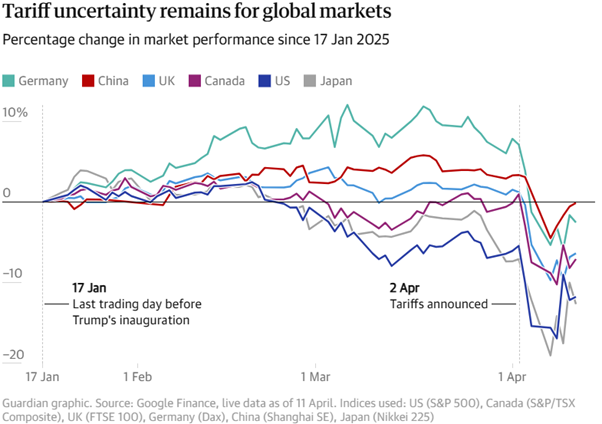 Tariff uncertainty remains for global markets
Percentage change in market performance since 17 Jan 2025
Germany China UK Canada US Japan
10%
0
–10
–20
17 Jan
Last trading day before
Trump's inauguration
2 Apr
Tariffs announced
17 Jan 1 Feb 1 Mar 1 Apr
Guardian graphic. Source: Google Finance, live data as of 11 April. Indices used: US (S&P 500), Canada (S&P/TSX
Composite), UK (FTSE 100), Germany (Dax), China (Shanghai SE), Japan (Nikkei 225)